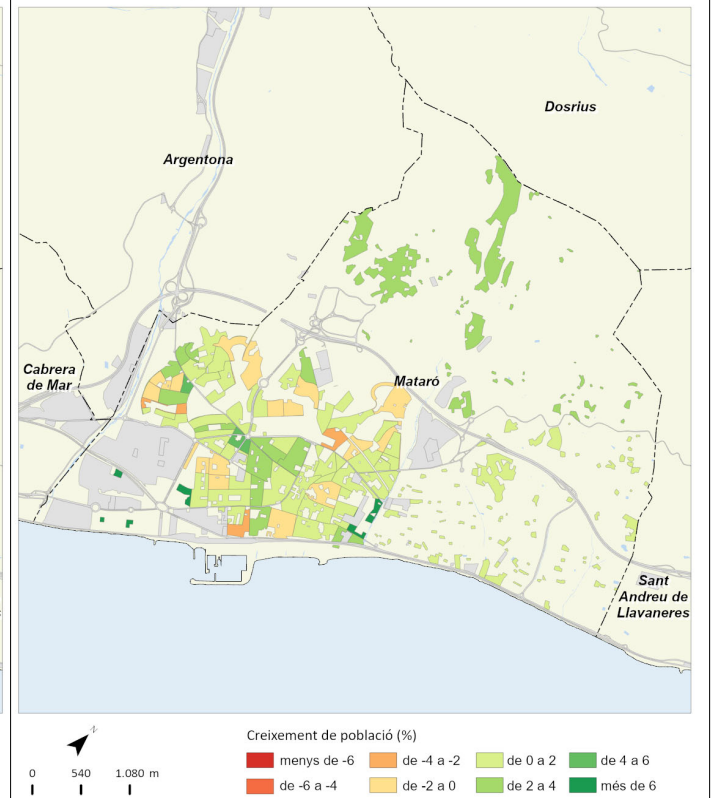 Dosrius
Argentona
Cabrera
de Mar
Mataró
Sant
Andreu de
Llavaneres
N
Creixement de població (%)
menys de -6
de -4 a -2
de 0 a 2
de 4 a 6
0 540 1.080 m
de -6 a -4
de -2 a 0
de 2 a 4
més de 6